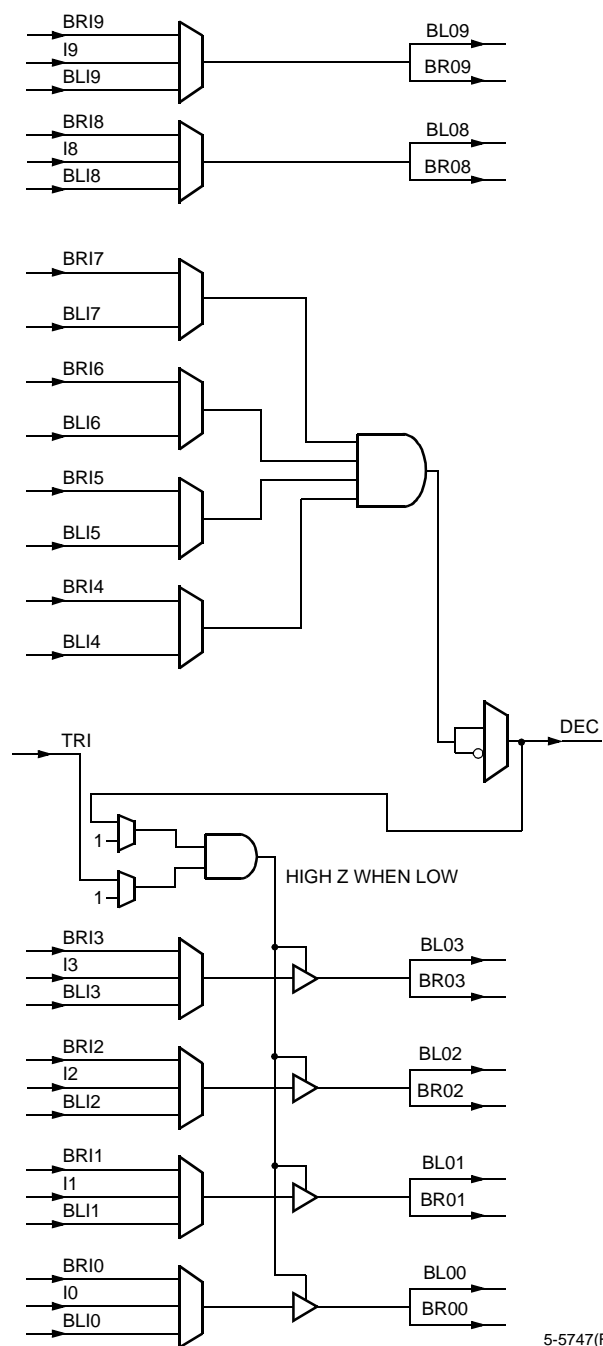 BRI9
I9
BLI9
BL09
BR09
BRI8
I8
BLI8
BL08
BR08
BRI7
BLI7
BRI6
BLI6
BRI5
BLI5
BRI4
BLI4
TRI
DEC
1
1
HIGH Z WHEN LOW
BRI3
I3
BLI3
BL03
BR03
BRI2
I2
BLI2
BL02
BR02
BRI1
I1
BLI1
BL01
BR01
BRI0
I0
BLI0
BL00
BR00
5-5747(F